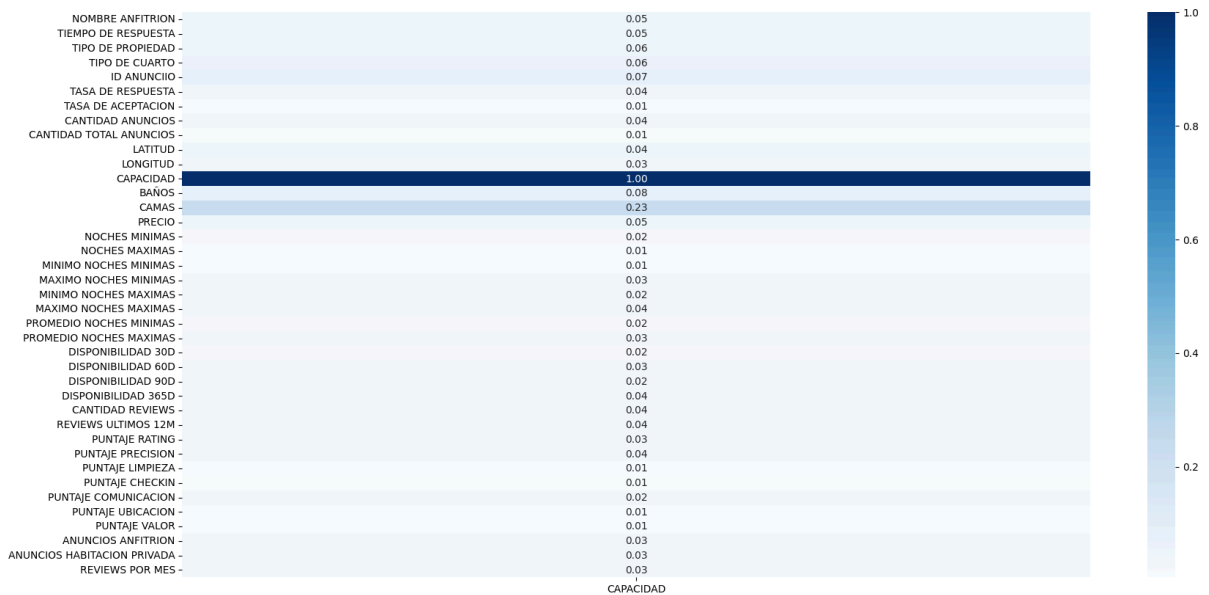 NOMBRE ANFITRION 0.05 1.0
TIEMPO DE RESPUESTA 0.05
TIPO DE PROPIEDAD 0.06
TIPO DE CUARTO 0.06
ID ANUNCIIO 0.07
TASA DE RESPUESTA 0.04
TASA DE ACEPTACION 0.01
CANTIDAD ANUNCIOS 0.04 0.8
CANTIDAD TOTAL ANUNCIOS 0.01
LATITUD 0.04
LONGITUD 0.03
CAPACIDAD 1.00
BAÑOS 0.08
CAMAS 0.23
PRECIO 0.05
NOCHES MINIMAS 0.02 0.6
NOCHES MAXIMAS 0.01
MINIMO NOCHES MINIMAS 0.01
MAXIMO NOCHES MINIMAS 0.03
MINIMO NOCHES MAXIMAS 0.02
MAXIMO NOCHES MAXIMAS 0.04
PROMEDIO NOCHES MINIMAS 0.02
PROMEDIO NOCHES MAXIMAS 0.03
DISPONIBILIDAD 30D 0.02 0.4
DISPONIBILIDAD 60D 0.03
DISPONIBILIDAD 90D 0.02
DISPONIBILIDAD 365D 0.04
CANTIDAD REVIEWS 0.04
REVIEWS ULTIMOS 12M 0.04
PUNTAJE RATING 0.03
PUNTAJE PRECISION 0.04
PUNTAJE LIMPIEZA 0.01 0.2
PUNTAJE CHECKIN 0.01
PUNTAJE COMUNICACION 0.02
PUNTAJE UBICACION 0.01
PUNTAJE VALOR 0.01
ANUNCIOS ANFITRION 0.03
ANUNCIOS HABITACION PRIVADA 0.03
REVIEWS POR MES 0.03
CAPACIDAD